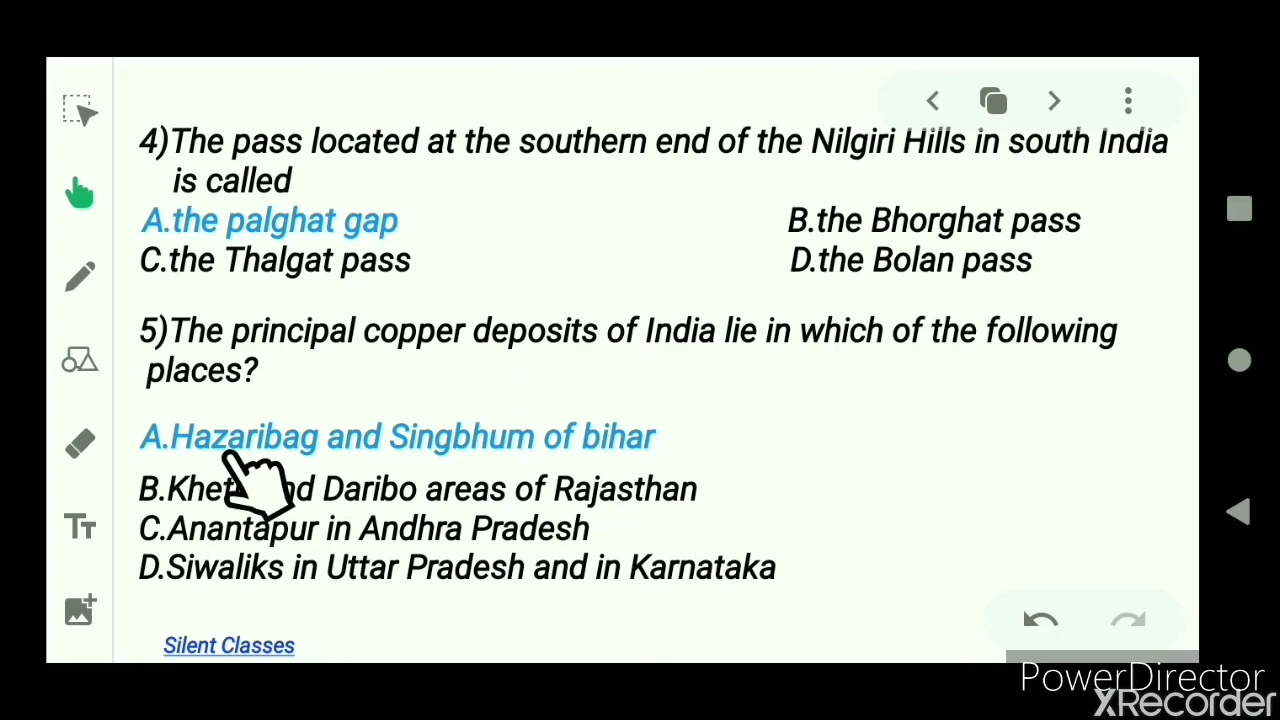 4)The pass located at the southern end of the Nilgiri Hills in south India
is called
A.the palghat gap
B.the Bhorghat pass
C.the Thalgat pass
D.the Bolan pass
5)The principal copper deposits of India lie in which of the following
places?
A.Hazaribag and Singbhum of bihar
Daribo areas of Rajasthan
C.Anantapur in Andhra Pradesh
D.Siwaliks in Uttar Pradesh and in Karnataka
TT
Silent Classes
PowerDirector
XRecorder